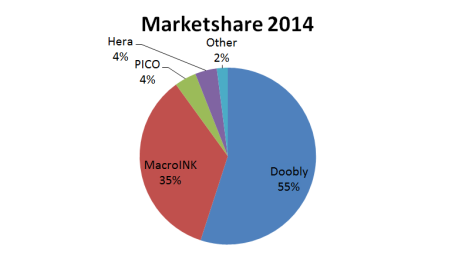 Marketshare 2014
Hera
4%
Other
2%
PICO
4%
MacroINK
35%
Doobly
55%